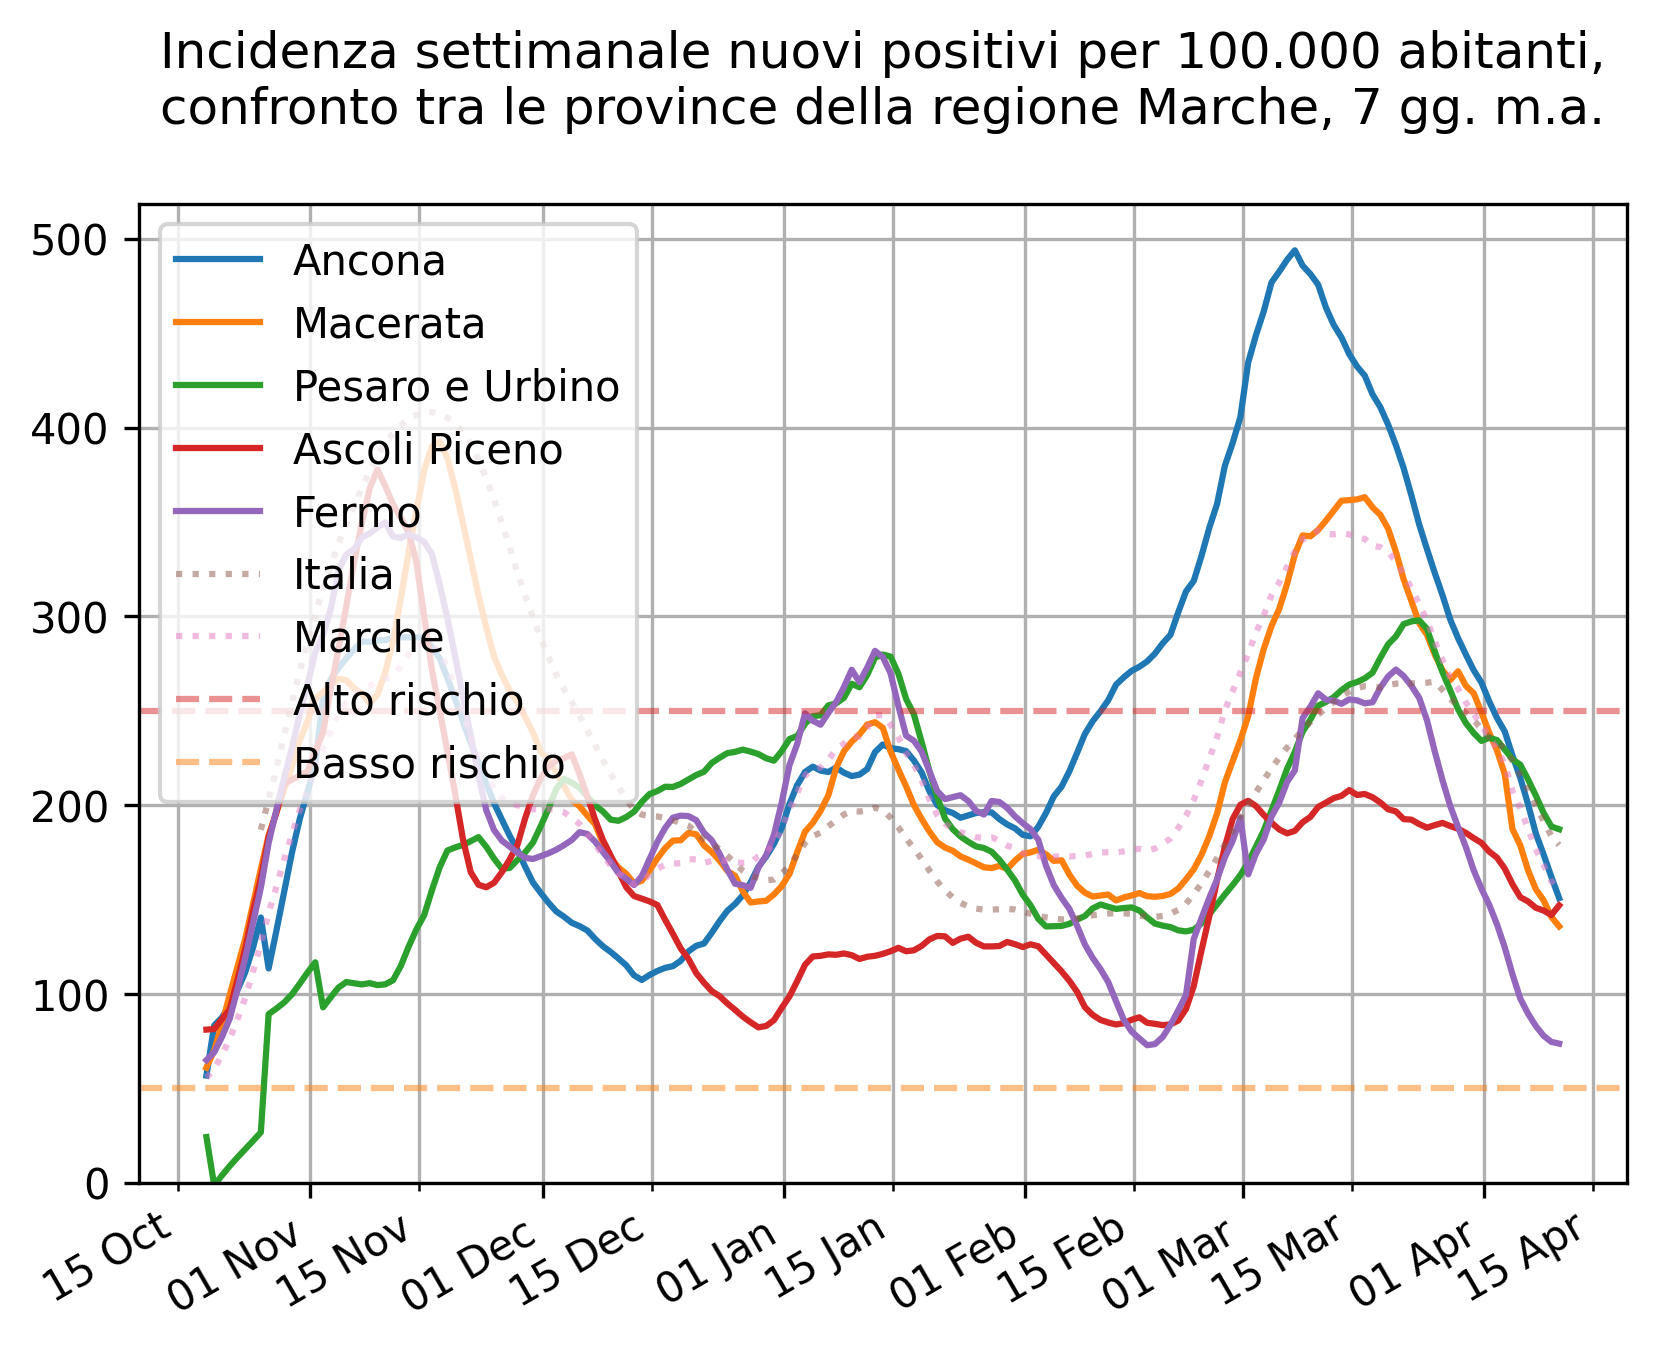 Incidenza settimanale nuovi positivi per 100.000 abitanti,
confronto tra le province della regione Marche, 7 gg. m.a.
500
400
300
200
100
0
Ancona
Macerata
Pesaro e Urbino
Ascoli Piceno
Fermo
Italia
Marche
Alto rischio
Basso rischio
15 Oct
01 Nov
15 Nov
01 Dec
15 Dec
01 Jan
15 Jan
01 Feb
15 Feb
01 Mar
15 Mar
01 Apr
15 Apr